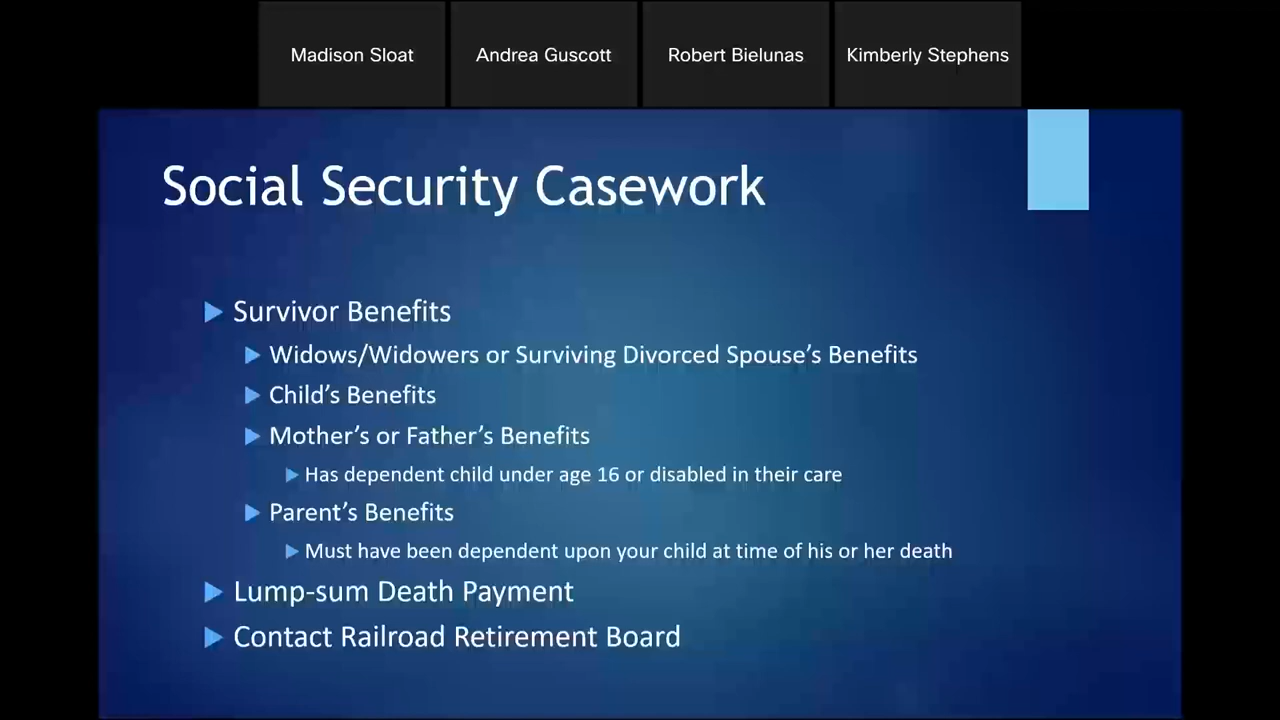 Madison Sloat
Andrea Guscott
Robert Bielunas
Kimberly Stephens
Social Security Casework
Survivor Benefits
Widows/Widowers or Surviving Divorced Spouse’s Benefits
Child’s Benefits
Mother’s or Father’s Benefits
Has dependent child under age 16 or disabled in their care
Parent’s Benefits
Must have been dependent upon your child at time of his or her death
Lump-sum Death Payment
Contact Railroad Retirement Board